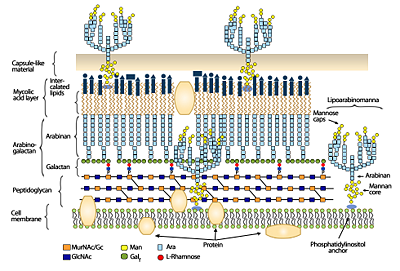 Capsule-like
material
Inter-
calated
lipids
Mycolic
acid layer
Arabino-
galactan
Arabinan
Galactan
Peptidoglycan
Cell
membrane
Lipoarabinomanna
Mannose
caps
Arabinan
Mannan
core
Phosphatidylinositol
anchor
Protein
MurNAc/Gc
Man
Ara
GlcNAc
Galf
L-Rhamnose